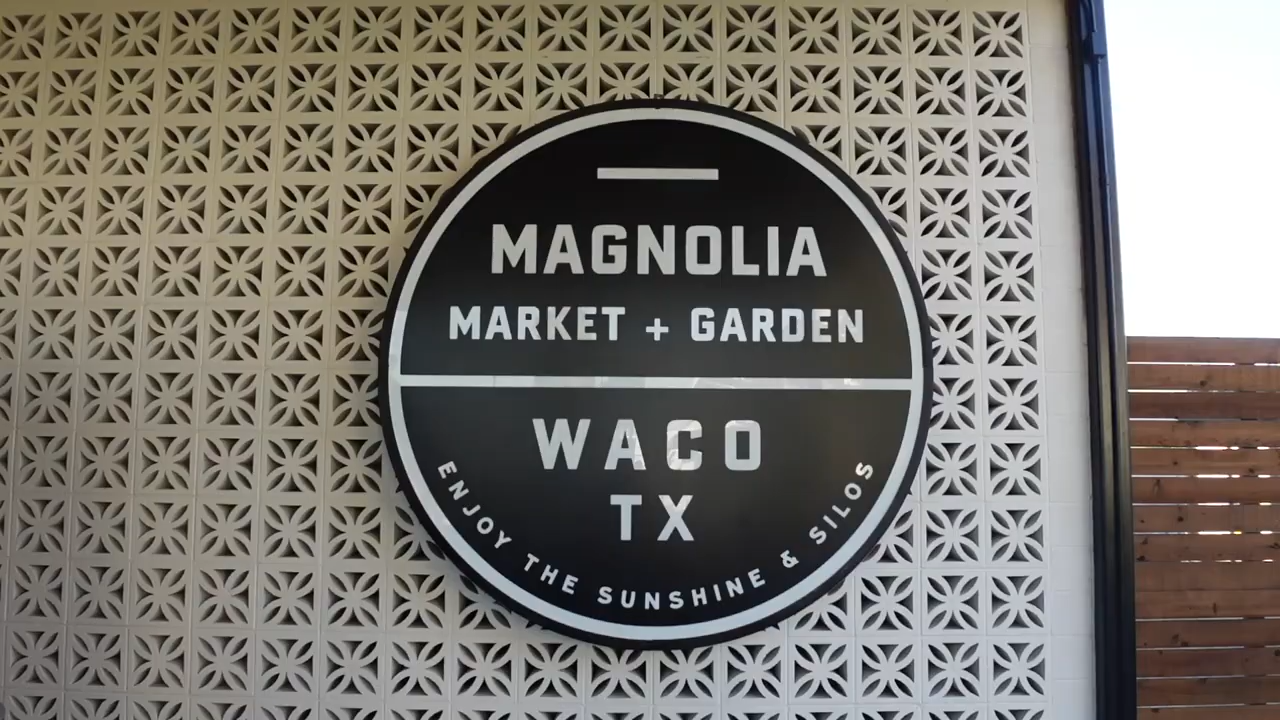 MAGNOLIA
MARKET + GARDEN
WACO
TX
ENJOY THE SUNSHINE & SILOS